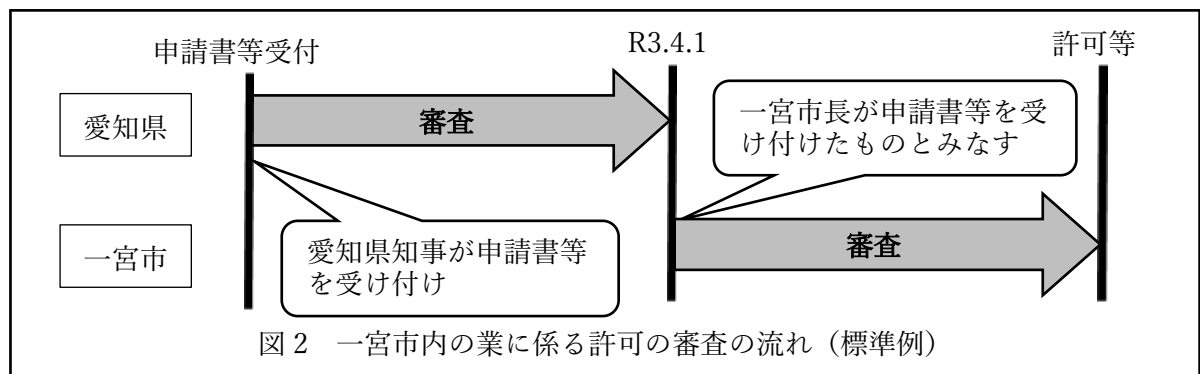 申請書等受付
R3.4.1
許可等
愛知県
審査
一宮市長が申請書等を受
け付けたものとみなす
一宮市
愛知県知事が申請書等
を受け付け
審査
図 2　一宮市内の業に係る許可の審査の流れ（標準例）